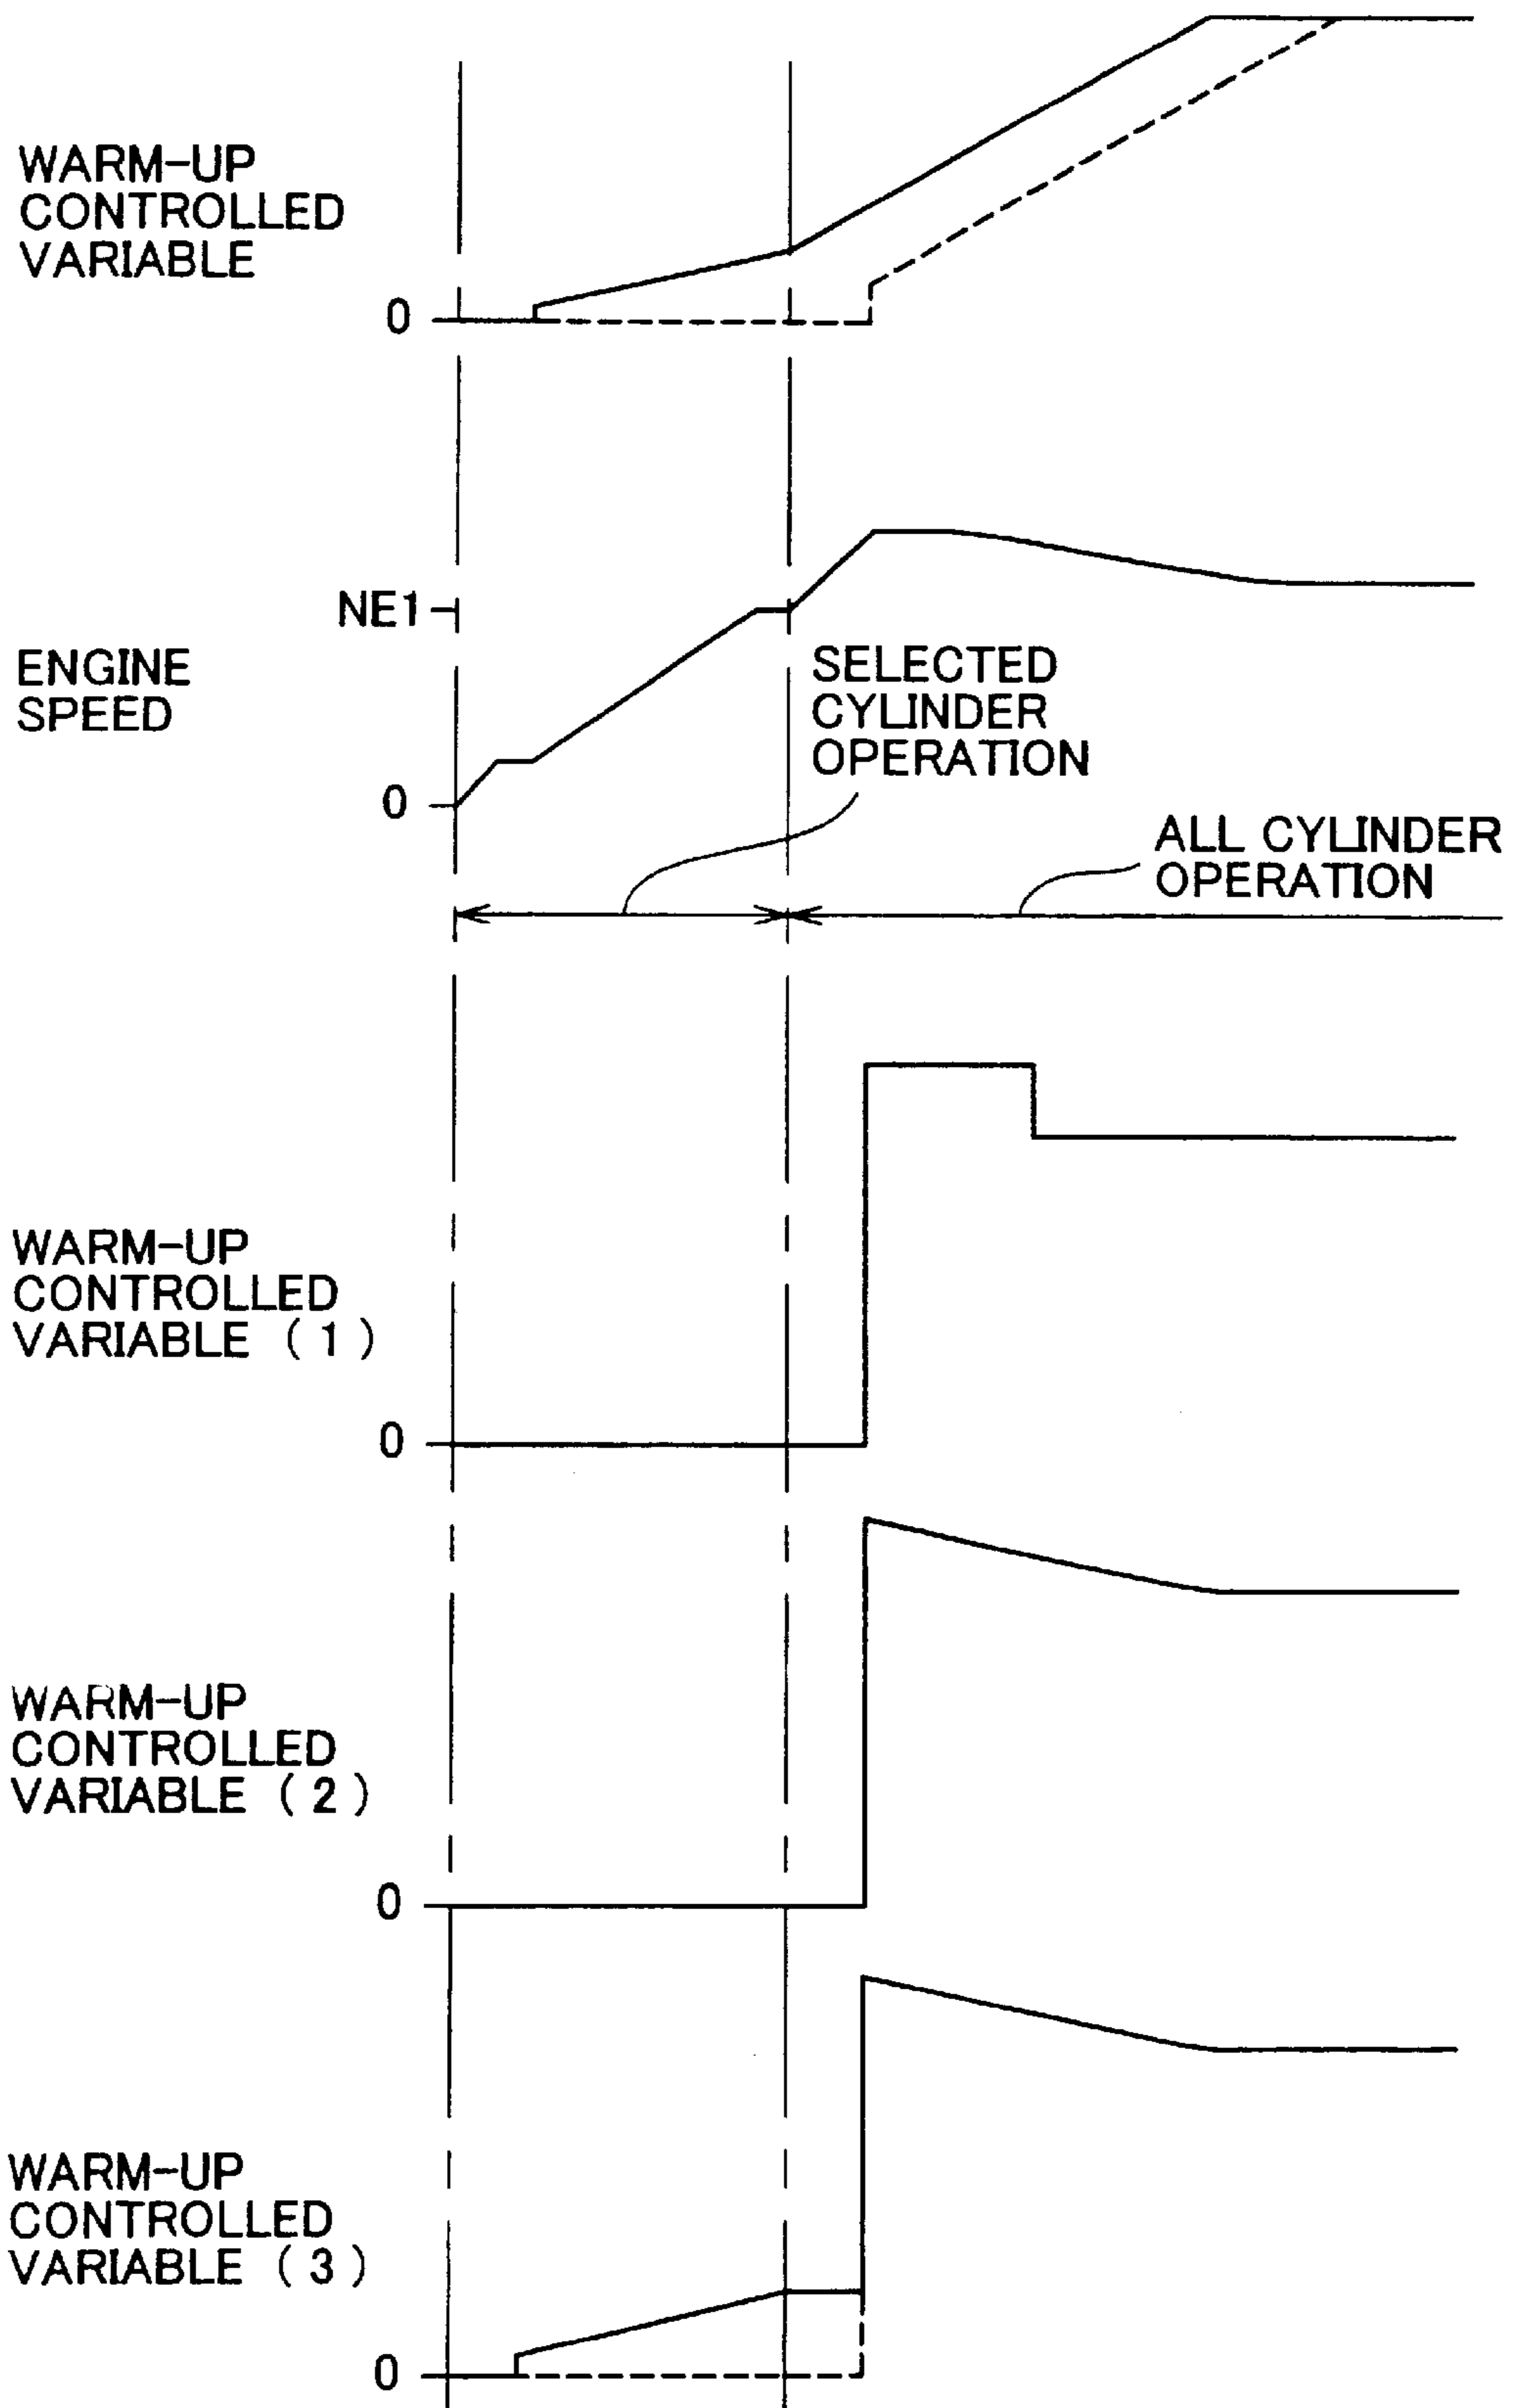 WARM-UP
CONTROLLED
VARIABLE
0
NE1
ENGINE
SPEED
0
SELECTED
CYLINDER
OPERATION
ALL CYLINDER
OPERATION
WARM-UP
CONTROLLED
VARIABLE (1)
0
WARM-UP
CONTROLLED
VARIABLE (2)
0
WARM-UP
CONTROLLED
VARIABLE (3)
0